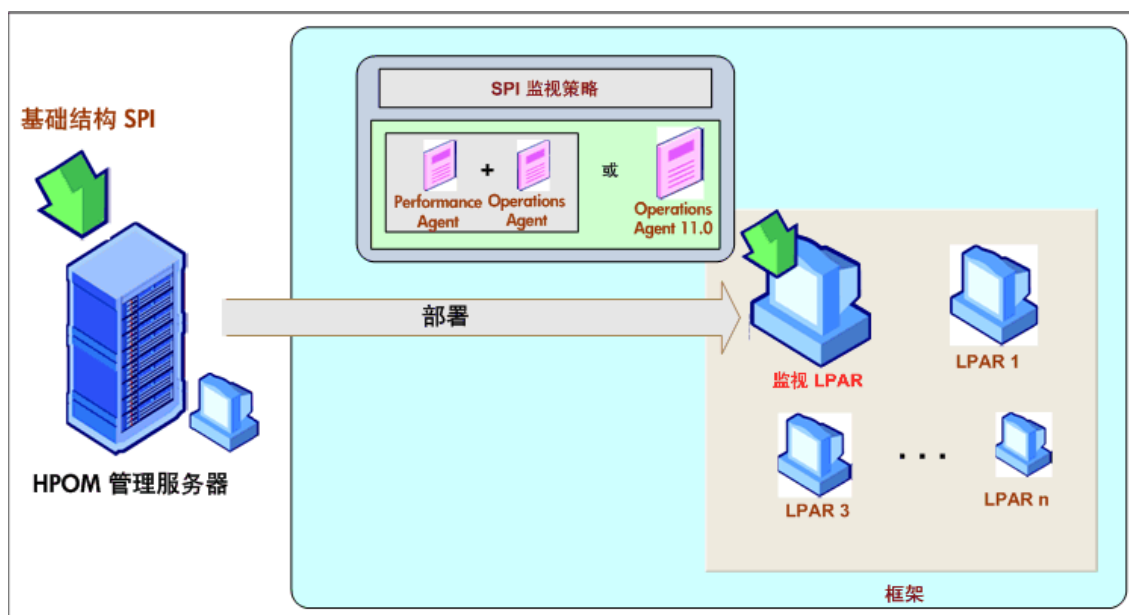 基础结构 SPI
HPOM 管理服务器
SPI 监视策略
Performance
Agent
+
Operations
Agent
或
Operations
Agent 11.0
部署
监视 LPAR
LPAR 1
LPAR 3
. . .
LPAR n
框架